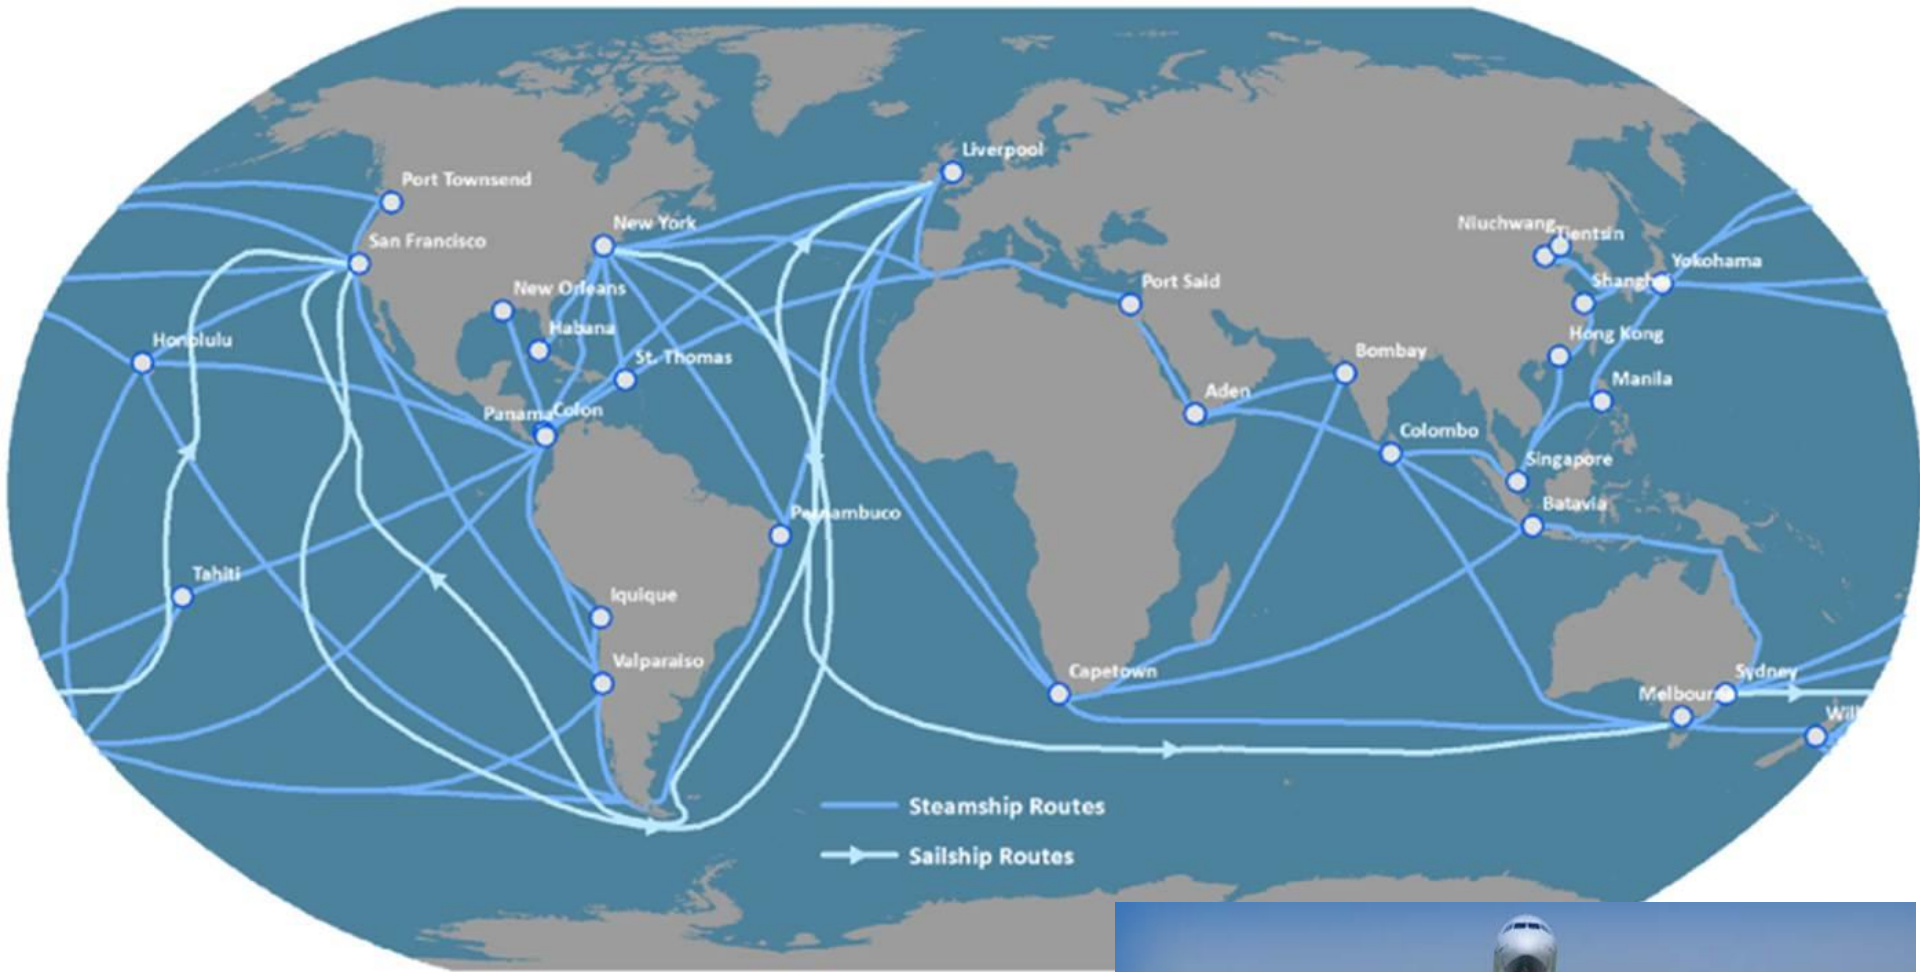 Liverpool
Port Townsend
New York
San Francisco
Niuchwang
Tientsin
Yokohama
Port Said
Shanghai
New Orleans
Habana
Honolulu
Hong Kong
St. Thomas
Bombay
Manila
Aden
Panama
Colon
Colombo
Singapore
Batavia
Pernambuco
Tahiti
Iquique
Valparaiso
Capetown
Sydney
Melbourne
Steamship Routes
Sailship Routes